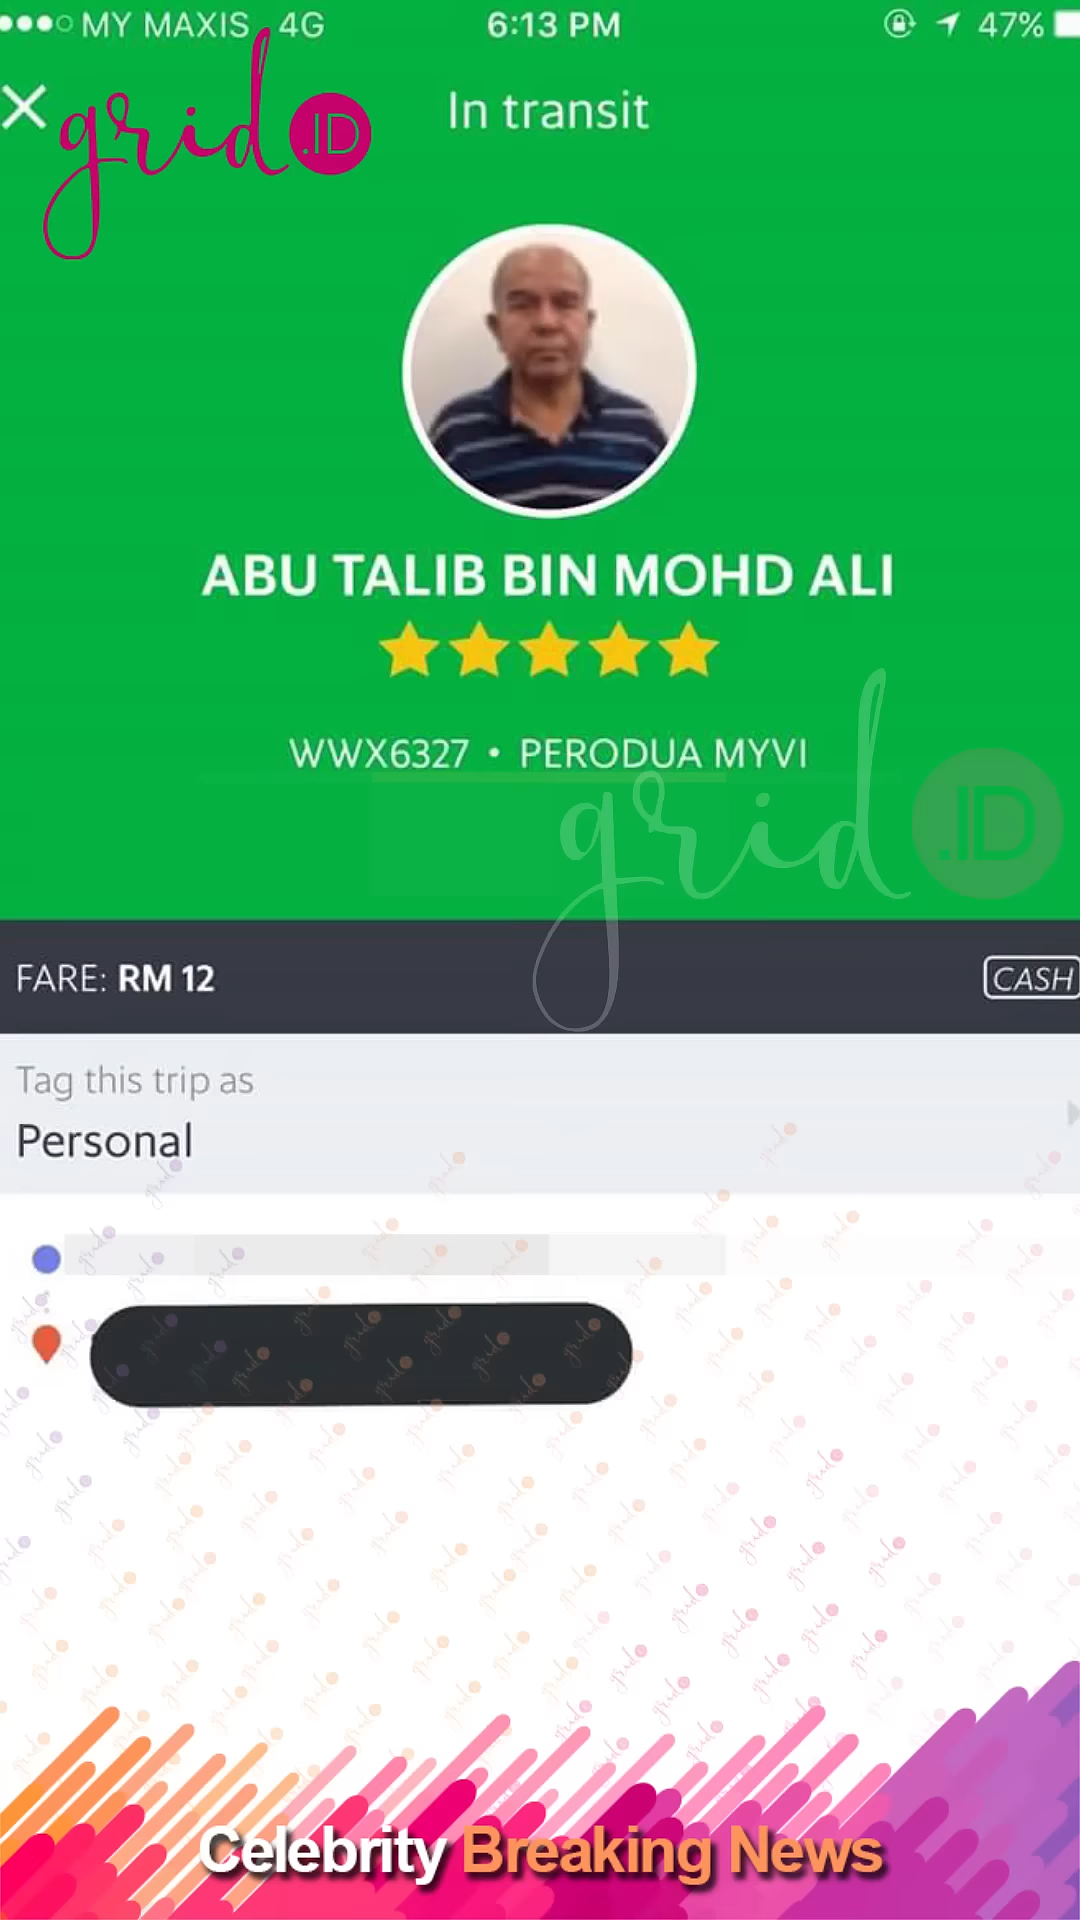 MY MAXIS 4G 6:13 PM 47%
grid.ID
In transit
ABU TALIB BIN MOHD ALI
WWX6327 • PERODUA MYVI
grid.ID
FARE: RM 12 CASH
Tag this trip as
Personal
Celebrity Breaking News